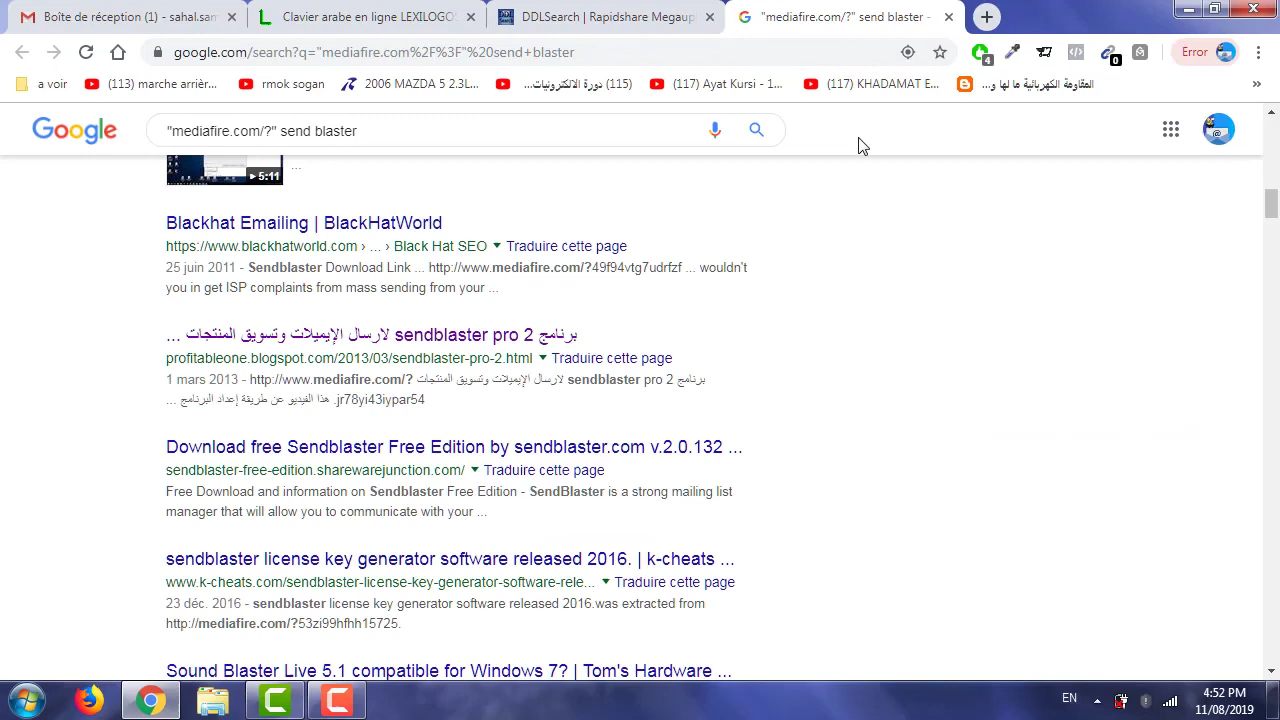 Doîte de réception (1) - sahal.sam
Clavier arabe en ligne LEXILOGOS
DDLSearch | Rapidshare Megaup
"mediafire.com/?" send blaster -
google.com/search?q="mediafire.com%2F%3F"%20send+blaster
4
0
Error
a voir
(113) marche arrièr...
rmok sogan
2006 MAZDA 5 2.3L...
(115) دورة الالكترونيات...
(117) Ayat Kursi - 1...
(117) KHADAMAT E...
المقاومة الكهربائية ما لها و...
»
Google
"mediafire.com/?" send blaster
5:11
...
Blackhat Emailing | BlackHatWorld
https://www.blackhatworld.com › ... › Black Hat SEO ▼ Traduire cette page
25 juin 2011 - Sendblaster Download Link ... http://www.mediafire.com/?49f94vtg7udrfzf ... wouldn't
you in get ISP complaints from mass sending from your ...
برنامج sendblaster pro 2 لارسال الإيميلات وتسويق المنتجات ...
profitableone.blogspot.com/2013/03/sendblaster-pro-2.html ▼ Traduire cette page
1 mars 2013 - http://www.mediafire.com/? برنامج sendblaster pro 2 لارسال الإيميلات وتسويق المنتجات
jr78yi43iypar54. هذا الفيديو عن طريقة إعداد البرنامج ...
Download free Sendblaster Free Edition by sendblaster.com v.2.0.132 ...
sendblaster-free-edition.sharewarejunction.com/ ▼ Traduire cette page
Free Download and information on Sendblaster Free Edition - SendBlaster is a strong mailing list
manager that will allow you to communicate with your ...
sendblaster license key generator software released 2016. | k-cheats ...
www.k-cheats.com/sendblaster-license-key-generator-software-rele... ▼ Traduire cette page
23 déc. 2016 - sendblaster license key generator software released 2016.was extracted from
http://mediafire.com/?53zi99hfhh15725.
Sound Blaster Live 5.1 compatible for Windows 7? | Tom's Hardware ...
EN
4:52 PM
11/08/2019